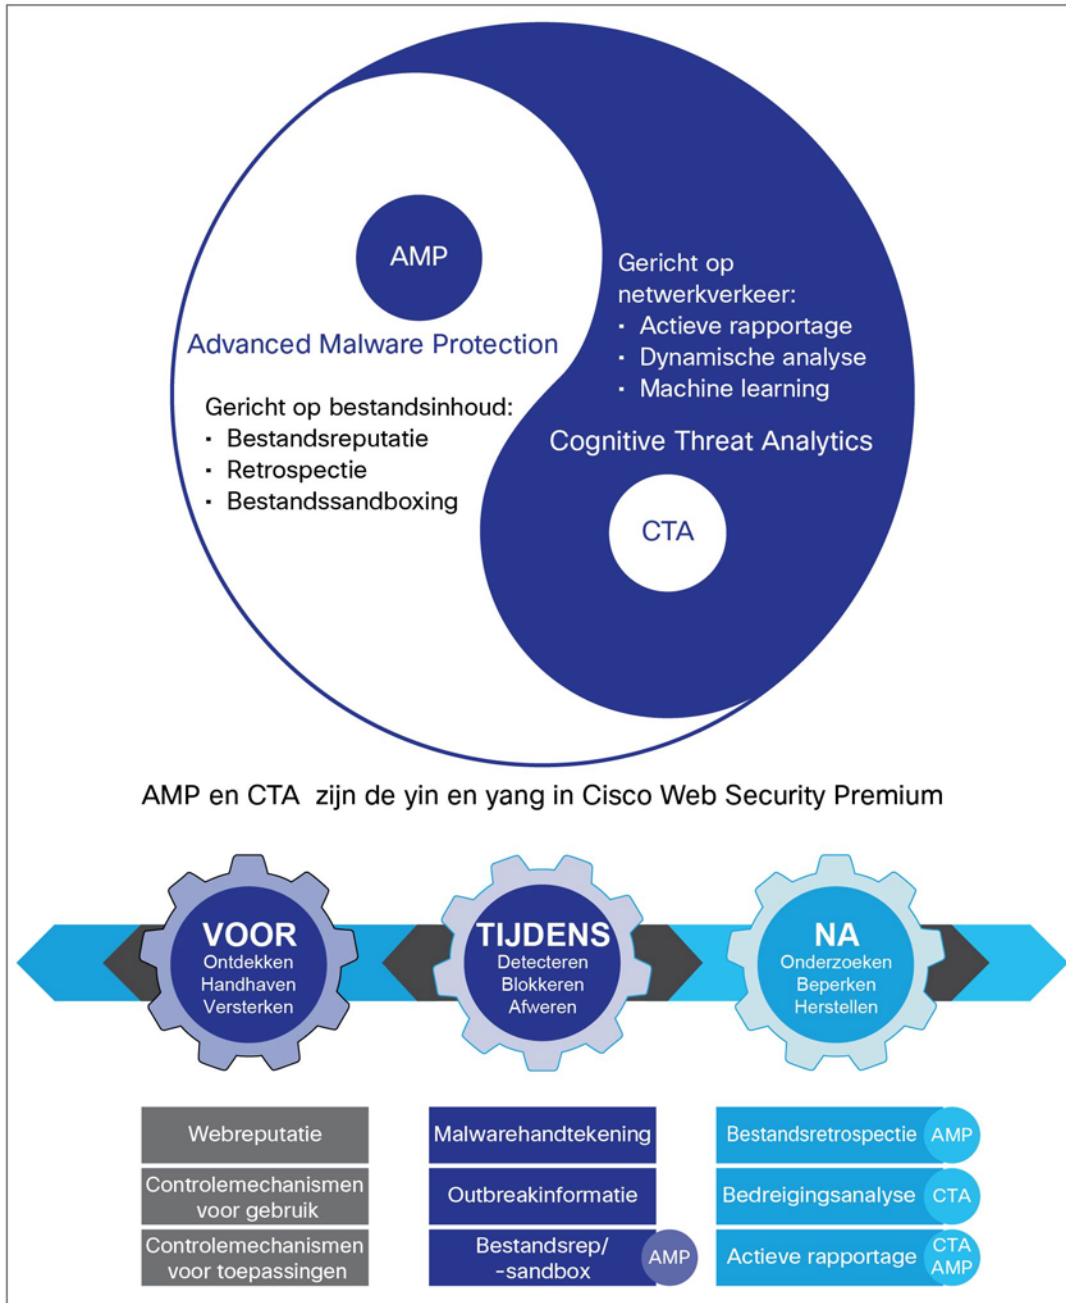 AMP
Advanced Malware Protection
Gericht op bestandsinhoud:
· Bestandsreputatie
· Retrospectie
· Bestandssandboxing
Gericht op
netwerkverkeer:
· Actieve rapportage
· Dynamische analyse
· Machine learning
Cognitive Threat Analytics
CTA
AMP en CTA zijn de yin en yang in Cisco Web Security Premium
VOOR
Ontdekken
Handhaven
Versterken
TIJDENS
Detecteren
Blokkeren
Afweren
NA
Onderzoeken
Beperken
Herstellen
Webreputatie
Controlemechanismen
voor gebruik
Controlemechanismen
voor toepassingen
Malwarehandtekening
Outbreakinformatie
Bestandsrep/
-sandbox
AMP
Bestandsretrospectie
AMP
Bedreigingsanalyse
CTA
Actieve rapportage
CTA
AMP